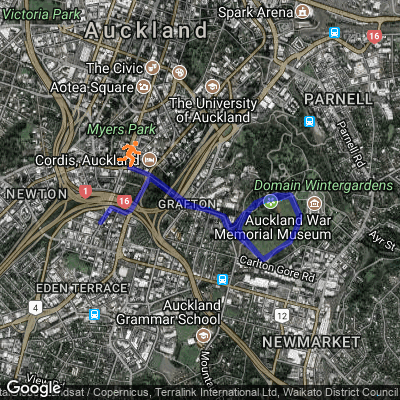 Victoria Park
Spark Arena
Auckland
16
The Civic
Aotea Square
The University
of Auckland
PARNELL
Myers Park
Parnell Rd
Cordis, Auckland
NEWTON
1
16
Domain Wintergardens
GRAFTON
Auckland War
Memorial Museum
Ayr St
Carlton Gore Rd
EDEN TERRACE
4
Auckland
Grammar School
12
NEWMARKET
Mount
View
Google
dsat / Copernicus, Terralink International Ltd, Waikato District Council